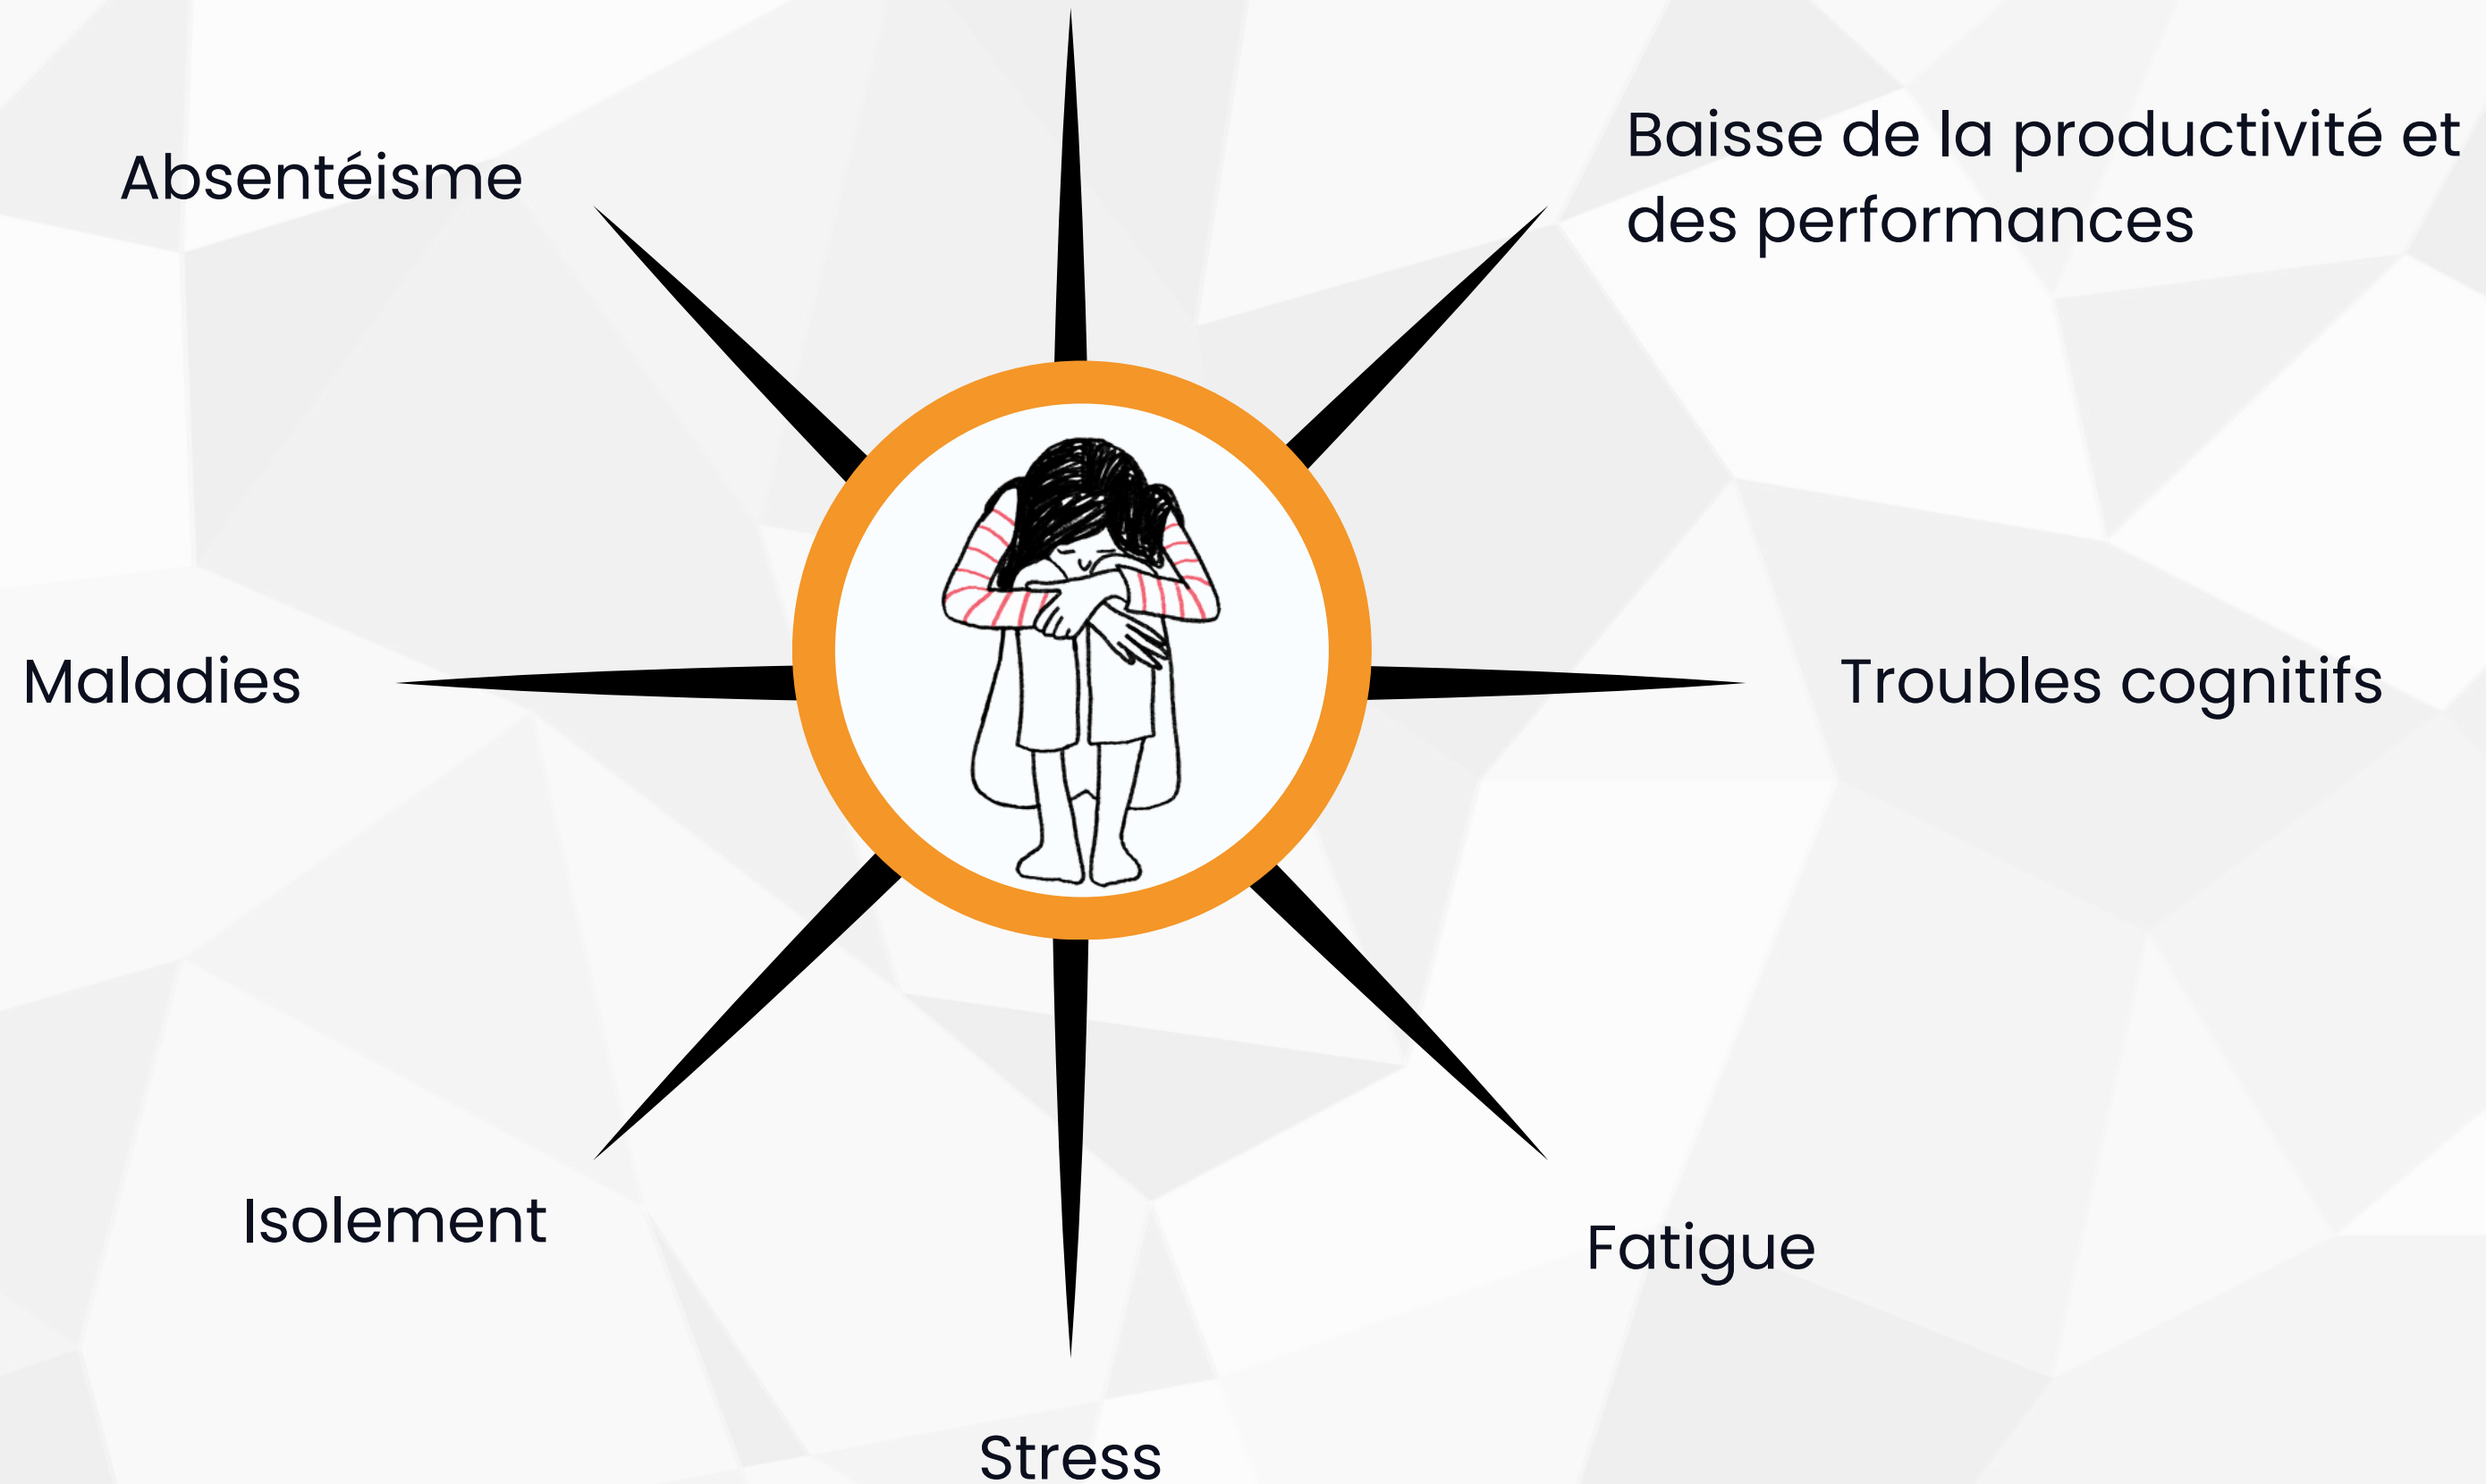 Absentéisme
Baisse de la productivité et
des performances
Maladies
Troubles cognitifs
Isolement
Fatigue
Stress